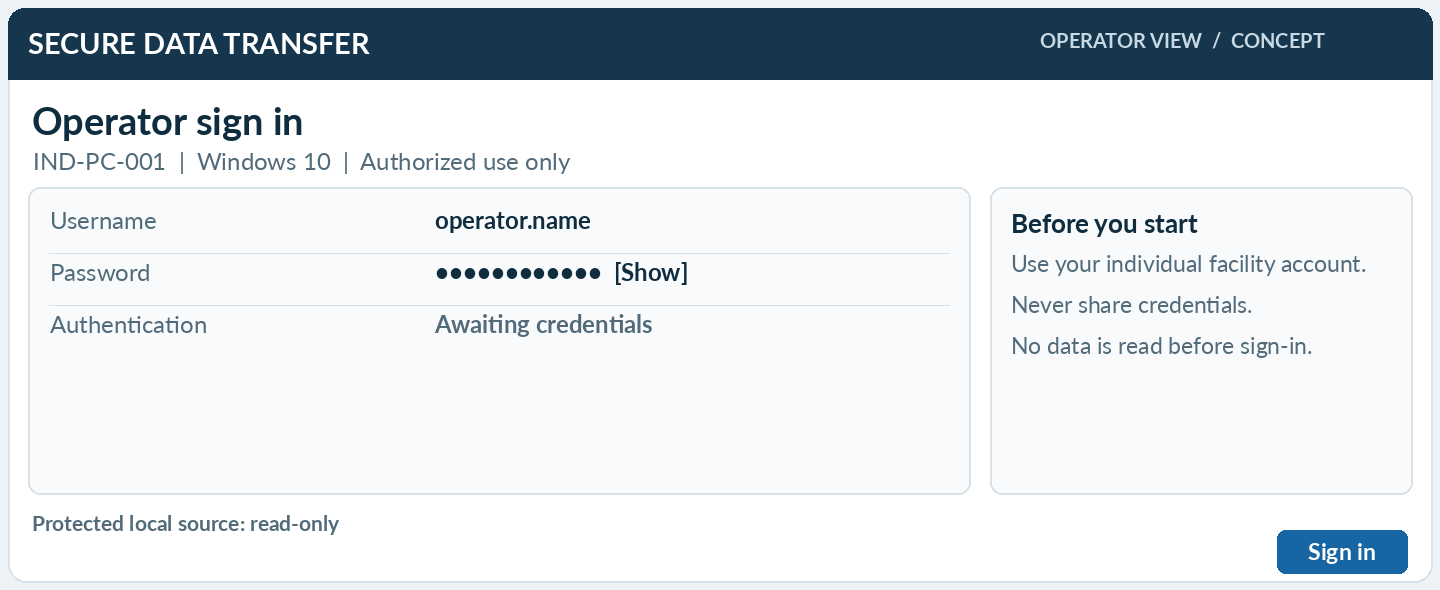 SECURE DATA TRANSFER
OPERATOR VIEW / CONCEPT
Operator sign in
IND-PC-001 | Windows 10 | Authorized use only
Username operator.name
Password ●●●●●●●●●●●● [Show]
Authentication Awaiting credentials
Before you start
Use your individual facility account.
Never share credentials.
No data is read before sign-in.
Protected local source: read-only
Sign in